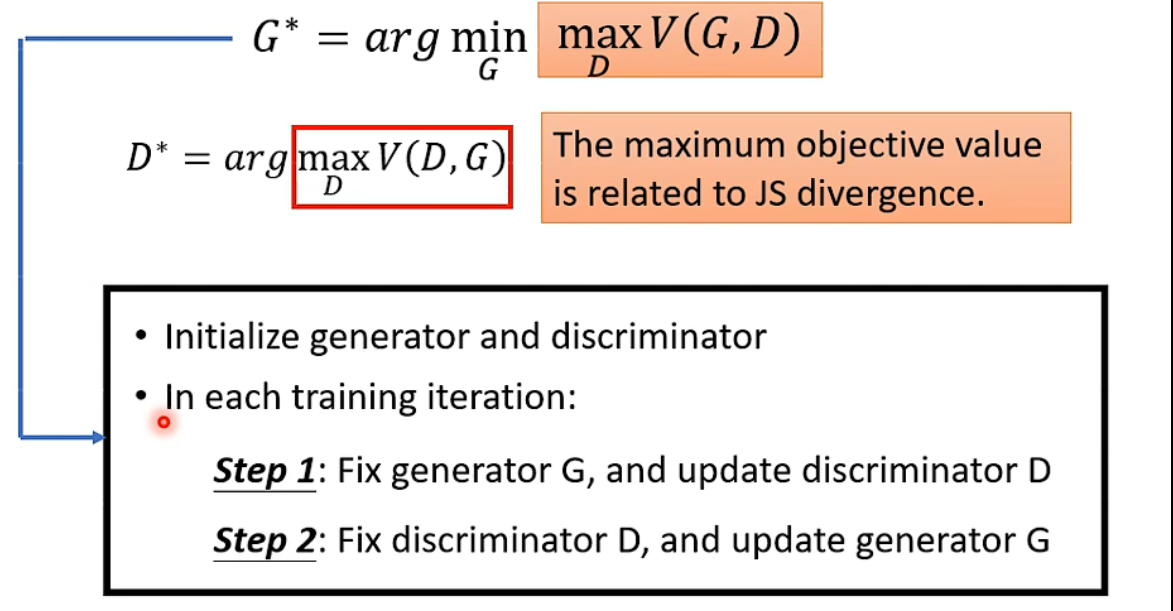 G* = arg min_G max_D V(G, D)
D* = arg max_D V(D, G)
The maximum objective value
is related to JS divergence.
• Initialize generator and discriminator
• In each training iteration:
Step 1: Fix generator G, and update discriminator D
Step 2: Fix discriminator D, and update generator G